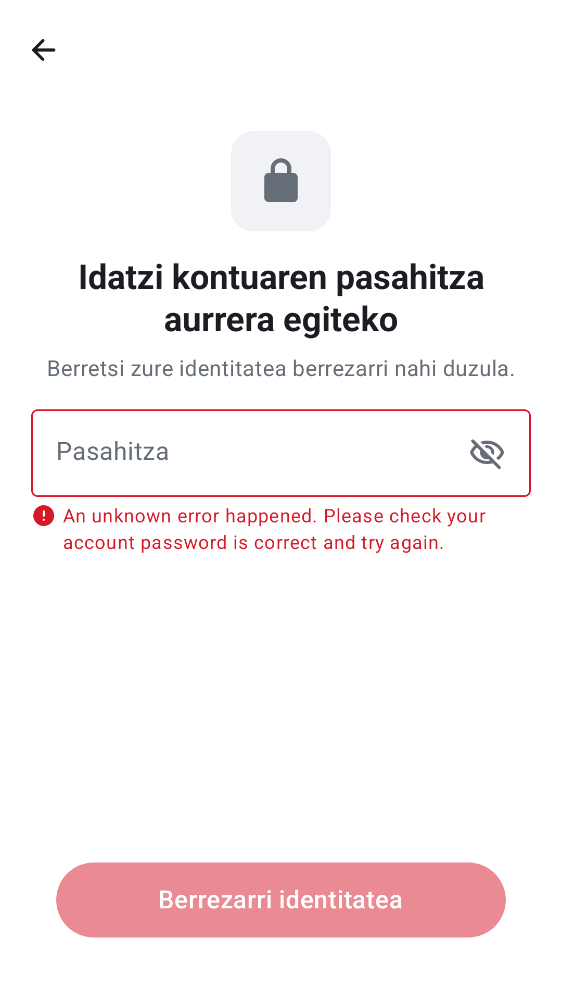 Idatzi kontuaren pasahitza
aurrera egiteko
Berretsi zure identitatea berrezarri nahi duzula.
Pasahitza
An unknown error happened. Please check your
account password is correct and try again.
Berrezarri identitatea